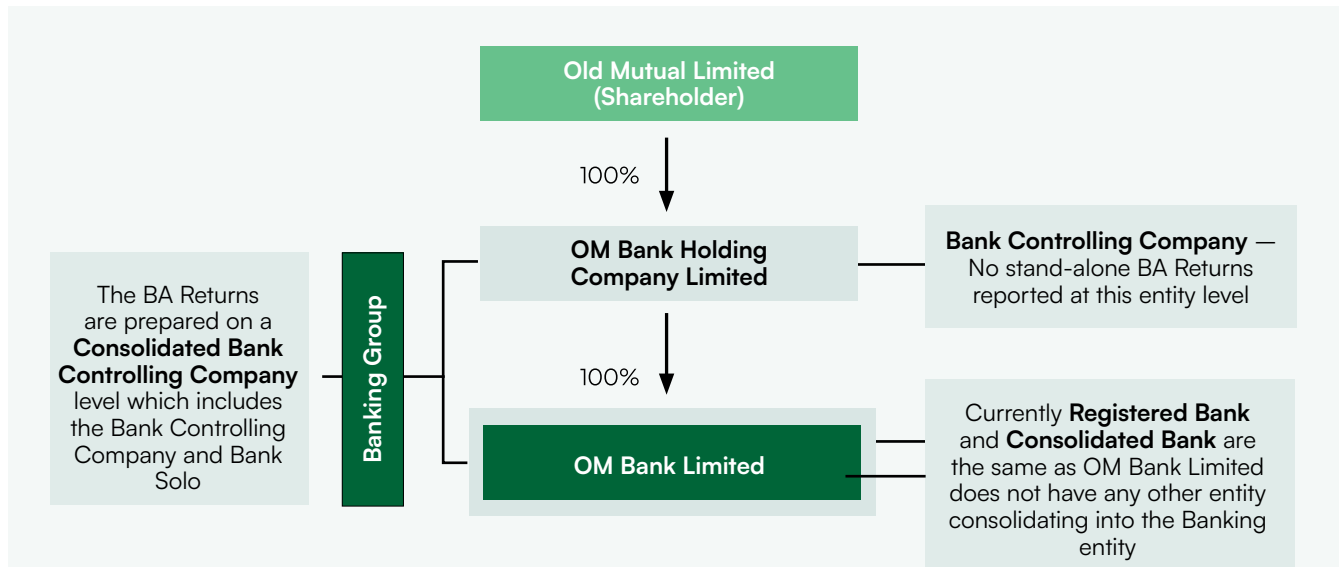 Old Mutual Limited
(Shareholder)
100%
OM Bank Holding
Company Limited
Bank Controlling Company —
No stand-alone BA Returns
reported at this entity level
The BA Returns
are prepared on a
Consolidated Bank
Controlling Company
level which includes
the Bank Controlling
Company and Bank
Solo
Banking Group
100%
OM Bank Limited
Currently Registered Bank
and Consolidated Bank are
the same as OM Bank Limited
does not have any other entity
consolidating into the Banking
entity